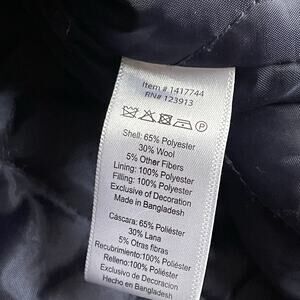 Item # 1417744
RN# 123913
P
Shell: 65% Polyester
30% Wool
5% Other Fibers
Lining: 100% Polyester
Filling: 100% Polyester
Exclusive of Decoration
Made in Bangladesh
Cáscara: 65% Poliéster
30% Lana
5% Otras fibras
Recubrimiento:100% Poliéster
Relleno:100% Poliéster
Exclusivo de Decoración
Hecho en Bangladesh